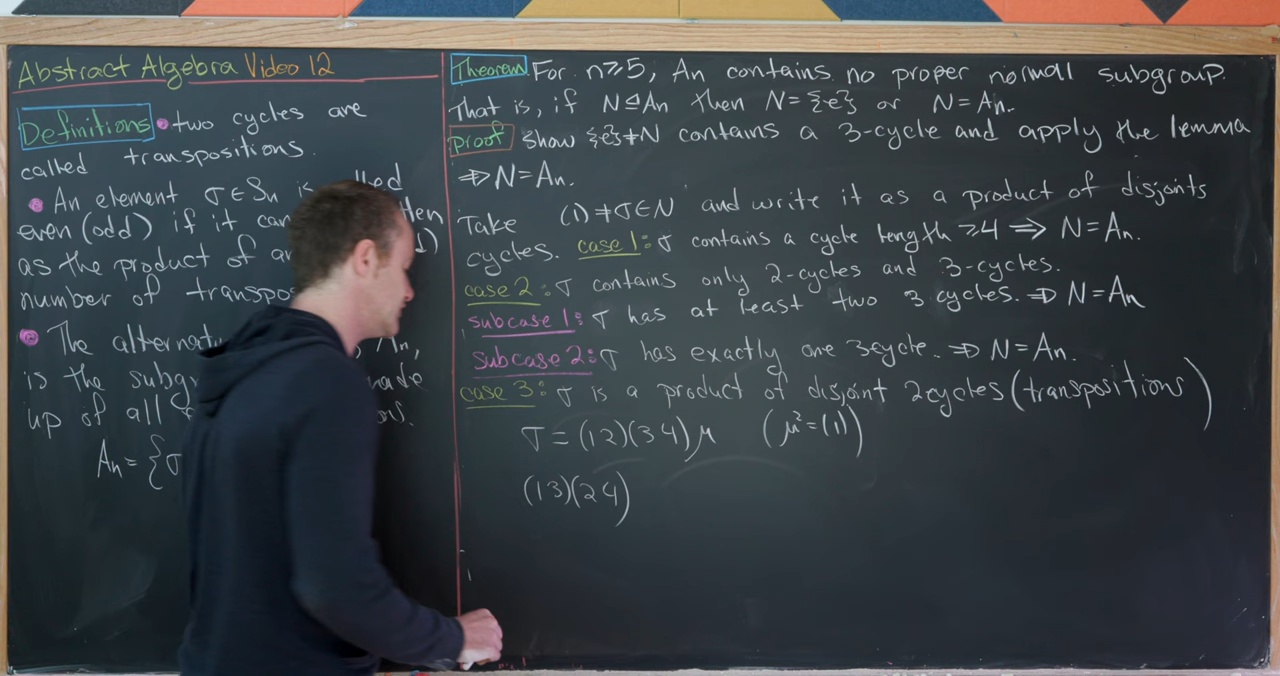 Abstract Algebra Video 12
Definitions • two cycles are
called transpositions.
• An element σ∈Sn is
even (odd) if it can
as the product of
number of
• The
is the
up of all
An = {σ
Theorem For n≥5, An contains no proper normal subgroup.
That is, if N⊴An then N={e} or N=An.
Proof Show {e}≠N contains a 3-cycle and apply the lemma
⇒ N=An.
Take (1)≠σ∈N and write it as a product of disjoints
cycles. case 1: σ contains a cycle length ≥4 ⇒ N=An.
case 2: σ contains only 2-cycles and 3-cycles.
subcase 1: σ has at least two 3 cycles. ⇒ N=An
subcase 2: σ has exactly one 3cycle. ⇒ N=An.
case 3: σ is a product of disjoint 2cycles (transpositions)
σ = (12)(34)μ (μ²=(1))
(13)(24)